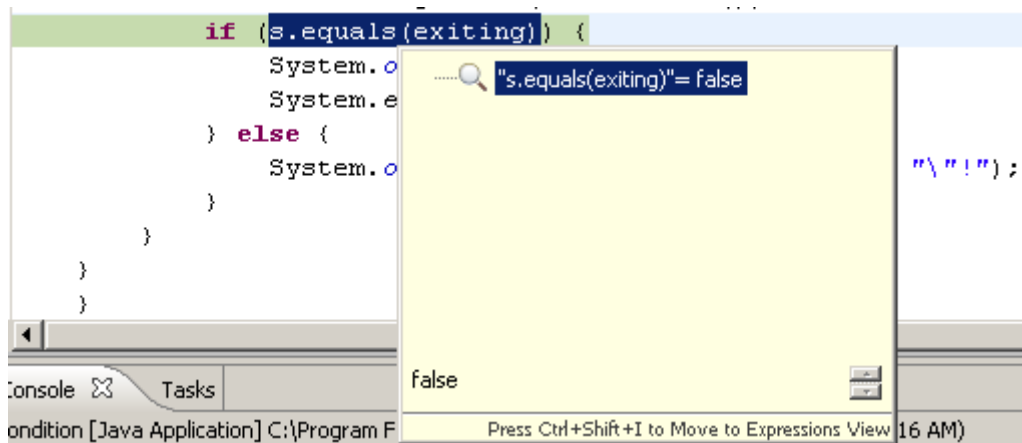 if (s.equals(exiting)) {
System.o
"s.equals(exiting)"= false
System.e
} else {
System.o "\"!");
}
}
}
}
false
Console Tasks
ondition [Java Application] C:\Program F 16 AM)
Press Ctrl+Shift+I to Move to Expressions View